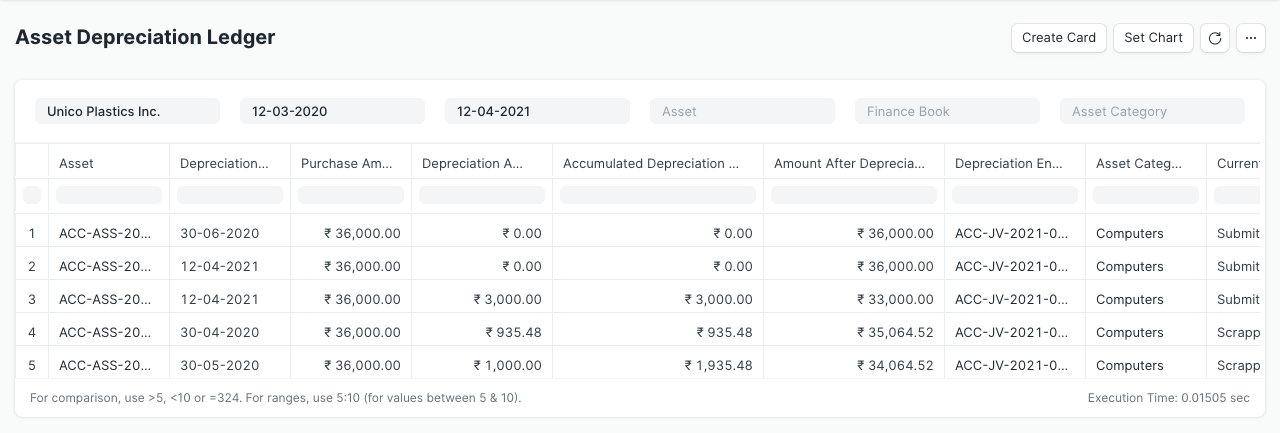 Asset Depreciation Ledger Create Card Set Chart ...
Unico Plastics Inc. 12-03-2020 12-04-2021 Asset Finance Book Asset Category
Asset Depreciation... Purchase Am... Depreciation A... Accumulated Depreciation ... Amount After Deprecia... Depreciation En... Asset Categ... Curren
1 ACC-ASS-20... 30-06-2020 ₹ 36,000.00 ₹ 0.00 ₹ 0.00 ₹ 36,000.00 ACC-JV-2021-0... Computers Submit
2 ACC-ASS-20... 12-04-2021 ₹ 36,000.00 ₹ 0.00 ₹ 0.00 ₹ 36,000.00 ACC-JV-2021-0... Computers Submit
3 ACC-ASS-20... 12-04-2021 ₹ 36,000.00 ₹ 3,000.00 ₹ 3,000.00 ₹ 33,000.00 ACC-JV-2021-0... Computers Submit
4 ACC-ASS-20... 30-04-2020 ₹ 36,000.00 ₹ 935.48 ₹ 935.48 ₹ 35,064.52 ACC-JV-2021-0... Computers Scrapp
5 ACC-ASS-20... 30-05-2020 ₹ 36,000.00 ₹ 1,000.00 ₹ 1,935.48 ₹ 34,064.52 ACC-JV-2021-0... Computers Scrapp
For comparison, use >5, <10 or =324. For ranges, use 5:10 (for values between 5 & 10). Execution Time: 0.01505 sec